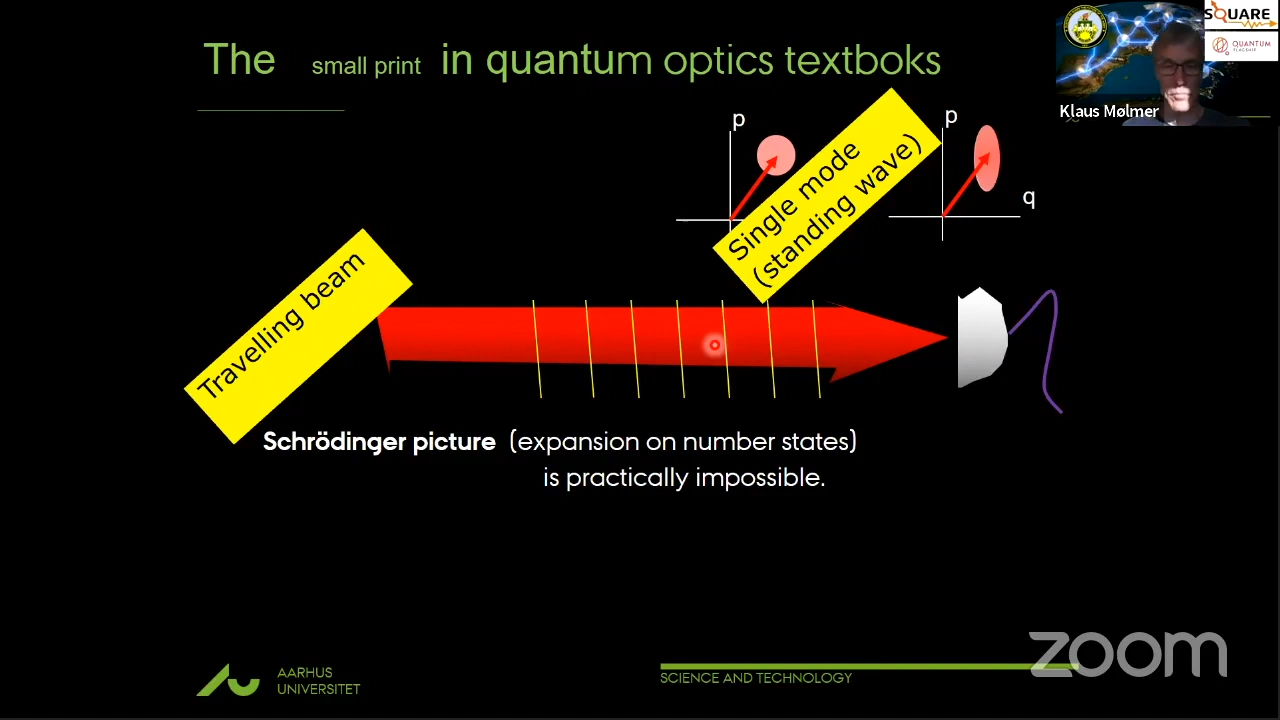 The small print in quantum optics textboks
SQUARE
QUANTUM
FLAGSHIP
Klaus Mølmer
p
p
q
Single mode
(standing wave)
Travelling beam
Schrödinger picture (expansion on number states)
is practically impossible.
AARHUS
UNIVERSITET
SCIENCE AND TECHNOLOGY
zoom